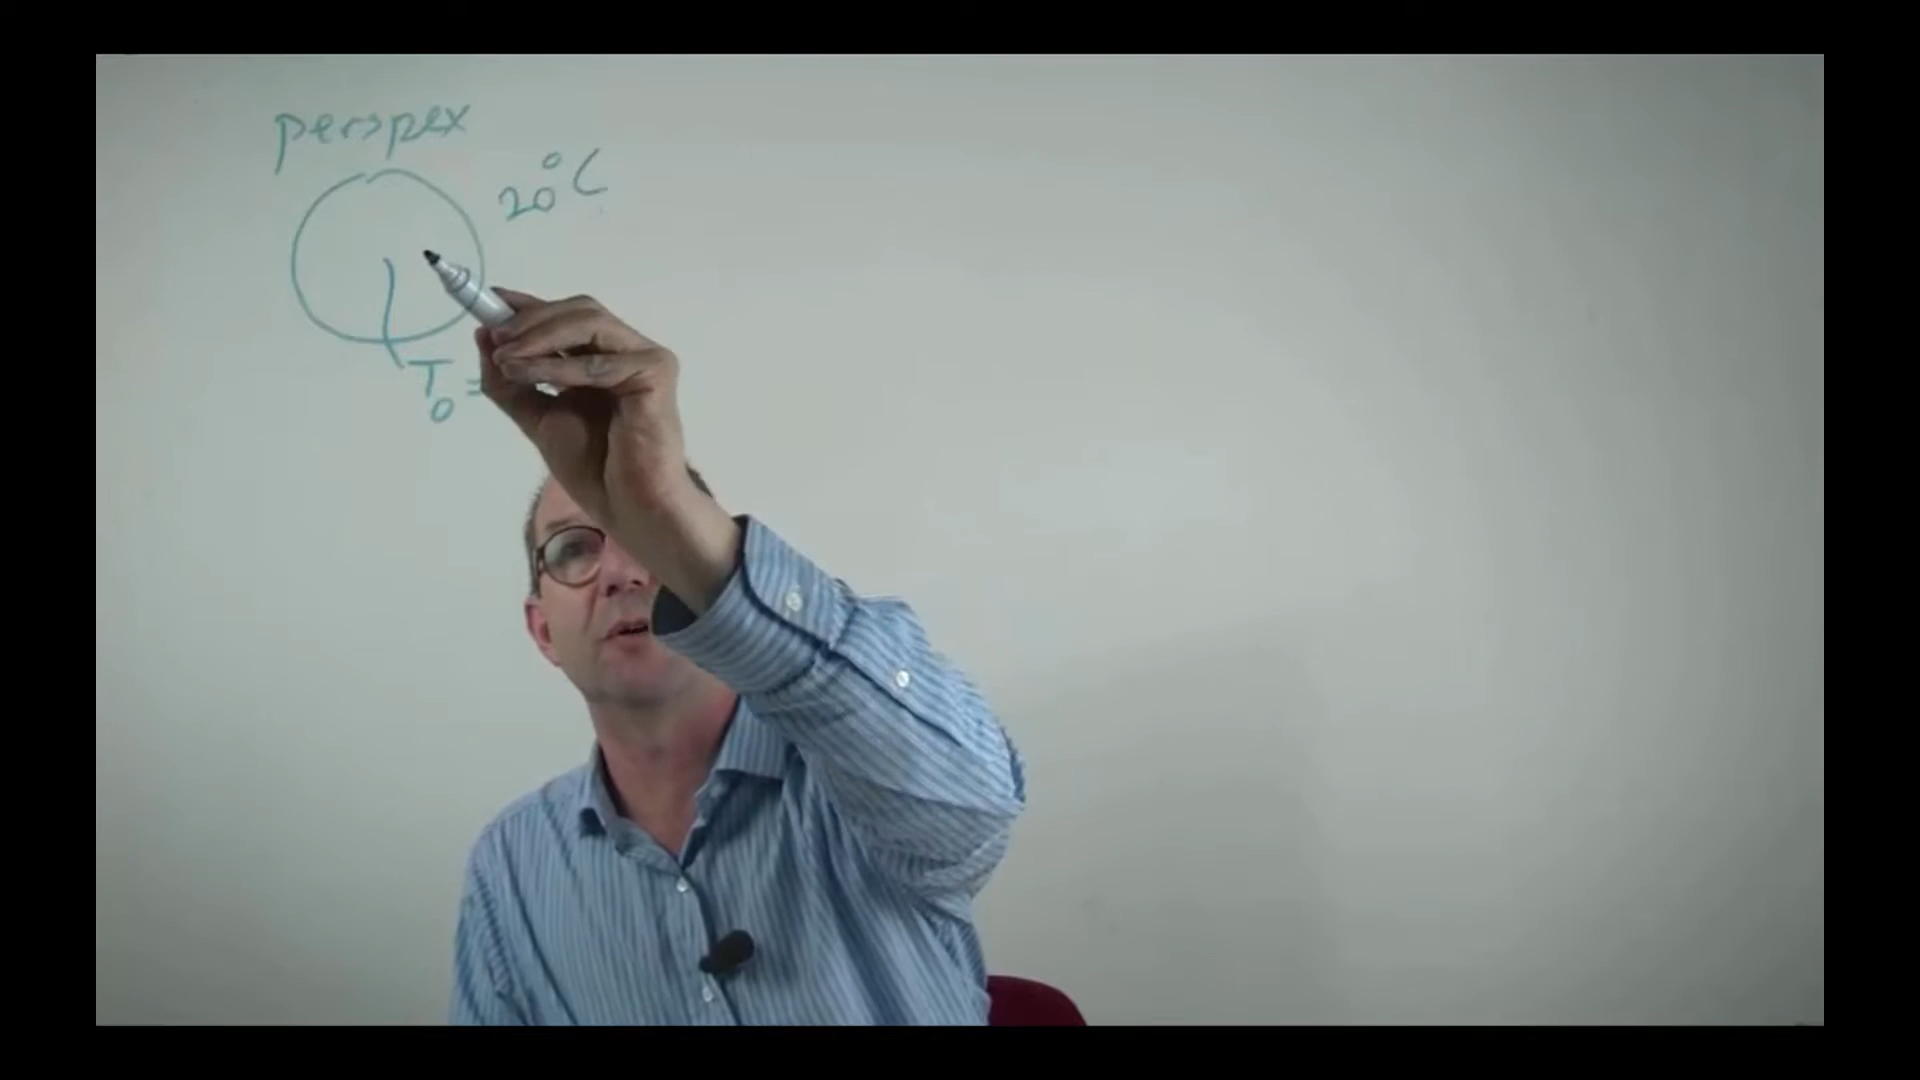 perspex
20°C
T₀ =